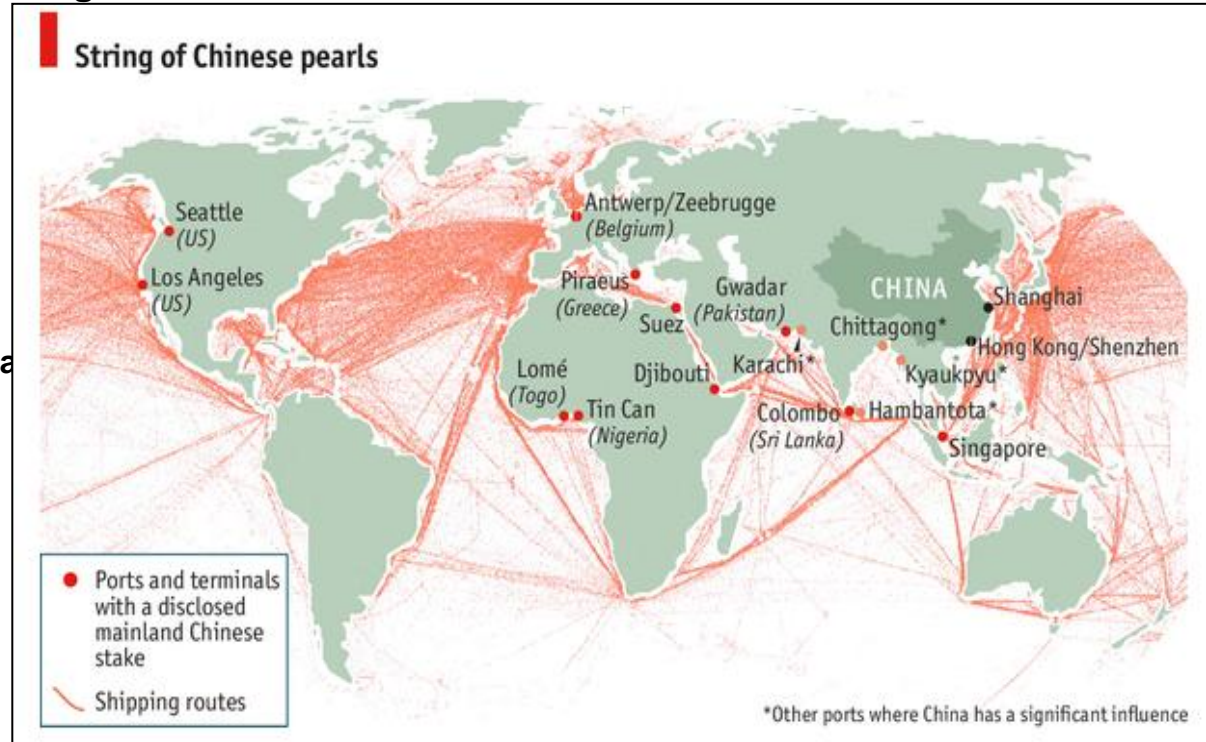 String of Chinese pearls
Seattle
(US)
Los Angeles
(US)
Antwerp/Zeebrugge
(Belgium)
Piraeus
(Greece)
Suez
Gwadar
(Pakistan)
Karachi*
CHINA
Shanghai
Chittagong*
Hong Kong/Shenzhen
Kyaukpyu*
Lomé
(Togo)
Tin Can
(Nigeria)
Djibouti
Colombo
(Sri Lanka)
Hambantota*
Singapore
Ports and terminals
with a disclosed
mainland Chinese
stake
Shipping routes
*Other ports where China has a significant influence